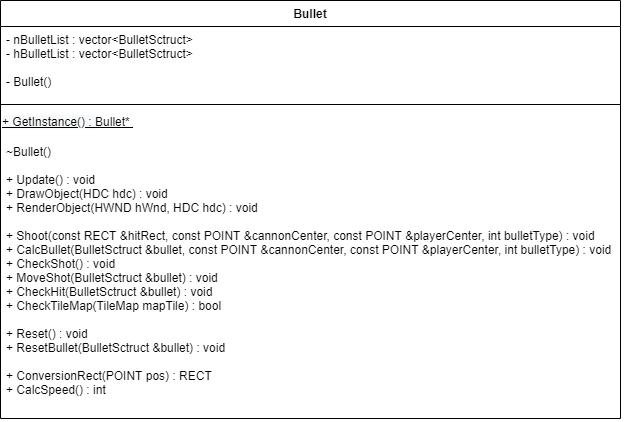 Bullet
- nBulletList : vector<BulletSctruct>
- hBulletList : vector<BulletSctruct>
- Bullet()
+ GetInstance() : Bullet*
~Bullet()
+ Update() : void
+ DrawObject(HDC hdc) : void
+ RenderObject(HWND hWnd, HDC hdc) : void
+ Shoot(const RECT &hitRect, const POINT &cannonCenter, const POINT &playerCenter, int bulletType) : void
+ CalcBullet(BulletSctruct &bullet, const POINT &cannonCenter, const POINT &playerCenter, int bulletType) : void
+ CheckShot() : void
+ MoveShot(BulletSctruct &bullet) : void
+ CheckHit(BulletSctruct &bullet) : void
+ CheckTileMap(TileMap mapTile) : bool
+ Reset() : void
+ ResetBullet(BulletSctruct &bullet) : void
+ ConversionRect(POINT pos) : RECT
+ CalcSpeed() : int